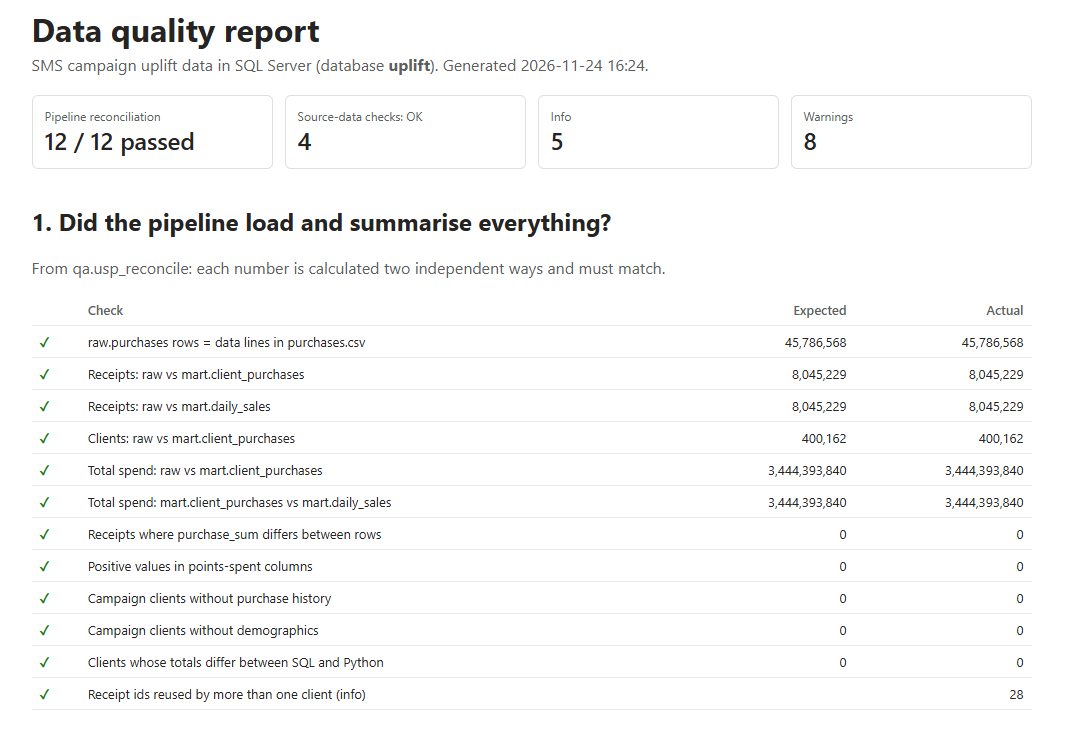 Data quality report
SMS campaign uplift data in SQL Server (database uplift). Generated 2026-11-24 16:24.
Pipeline reconciliation
12 / 12 passed
Source-data checks: OK
4
Info
5
Warnings
8
1. Did the pipeline load and summarise everything?
From qa.usp_reconcile: each number is calculated two independent ways and must match.
Check Expected Actual
✓ raw.purchases rows = data lines in purchases.csv 45,786,568 45,786,568
✓ Receipts: raw vs mart.client_purchases 8,045,229 8,045,229
✓ Receipts: raw vs mart.daily_sales 8,045,229 8,045,229
✓ Clients: raw vs mart.client_purchases 400,162 400,162
✓ Total spend: raw vs mart.client_purchases 3,444,393,840 3,444,393,840
✓ Total spend: mart.client_purchases vs mart.daily_sales 3,444,393,840 3,444,393,840
✓ Receipts where purchase_sum differs between rows 0 0
✓ Positive values in points-spent columns 0 0
✓ Campaign clients without purchase history 0 0
✓ Campaign clients without demographics 0 0
✓ Clients whose totals differ between SQL and Python 0 0
✓ Receipt ids reused by more than one client (info) 28